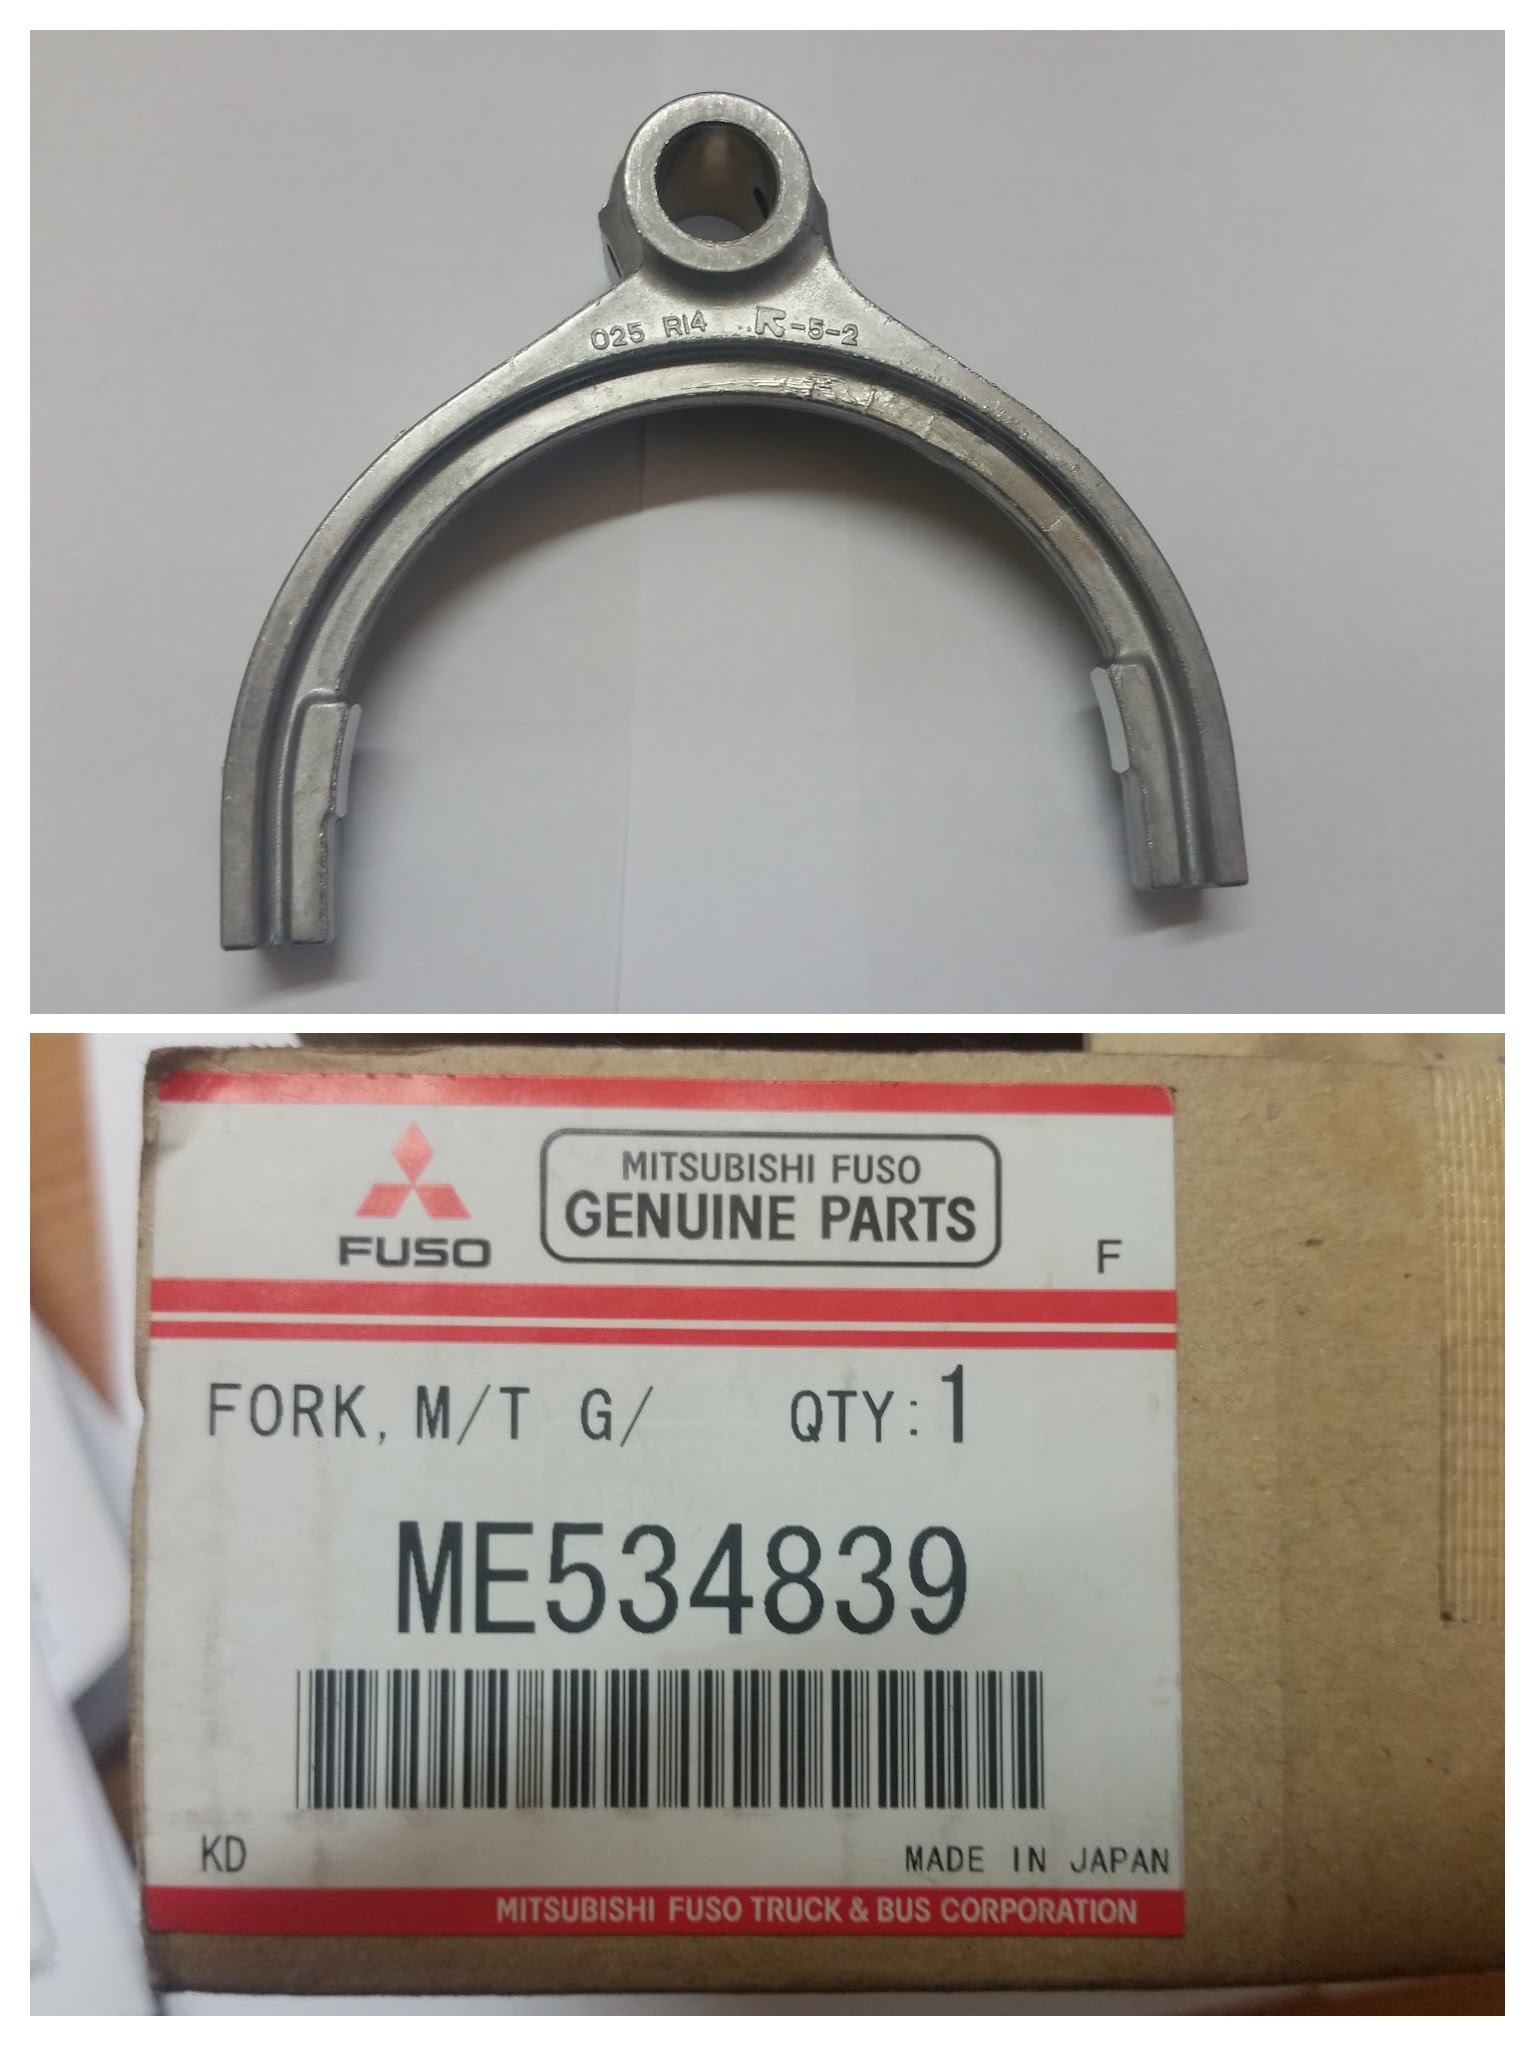 025 R14 R-5-2
FUSO
MITSUBISHI FUSO
GENUINE PARTS
F
FORK, M/T G/ QTY:1
ME534839
KD
MADE IN JAPAN
MITSUBISHI FUSO TRUCK & BUS CORPORATION